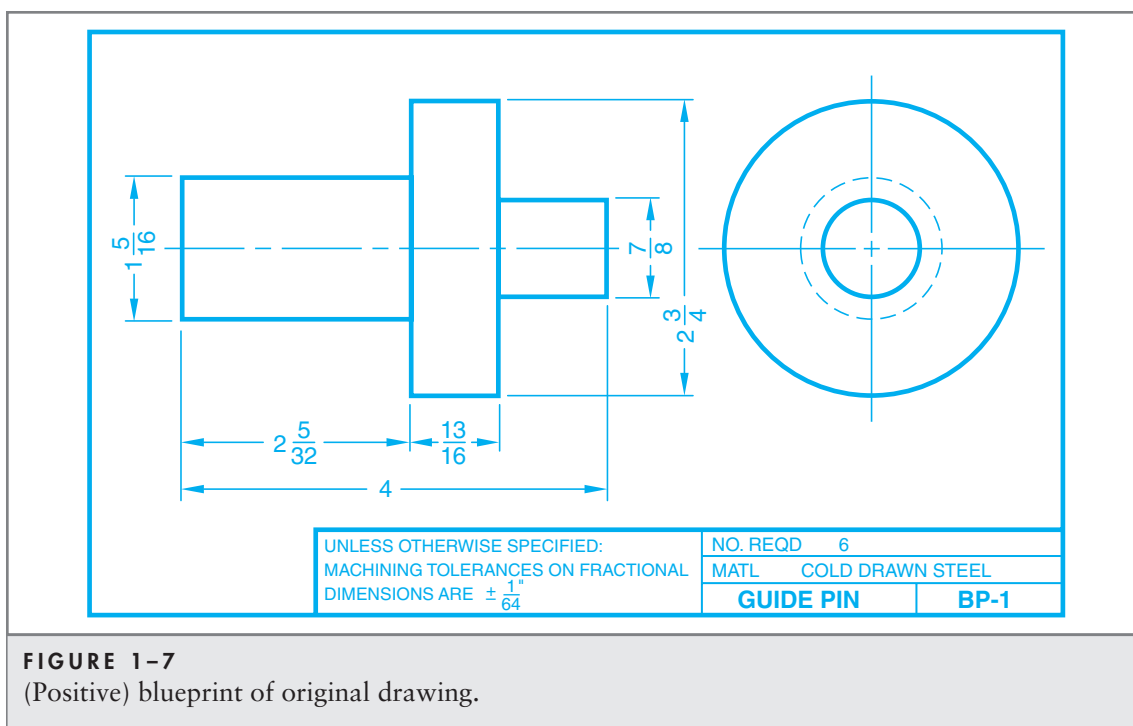 1 5/16
7/8
2 3/4
2 5/32
13/16
4
UNLESS OTHERWISE SPECIFIED:
MACHINING TOLERANCES ON FRACTIONAL
DIMENSIONS ARE ± 1/64"
NO. REQD 6
MATL COLD DRAWN STEEL
GUIDE PIN BP-1
FIGURE 1–7
(Positive) blueprint of original drawing.